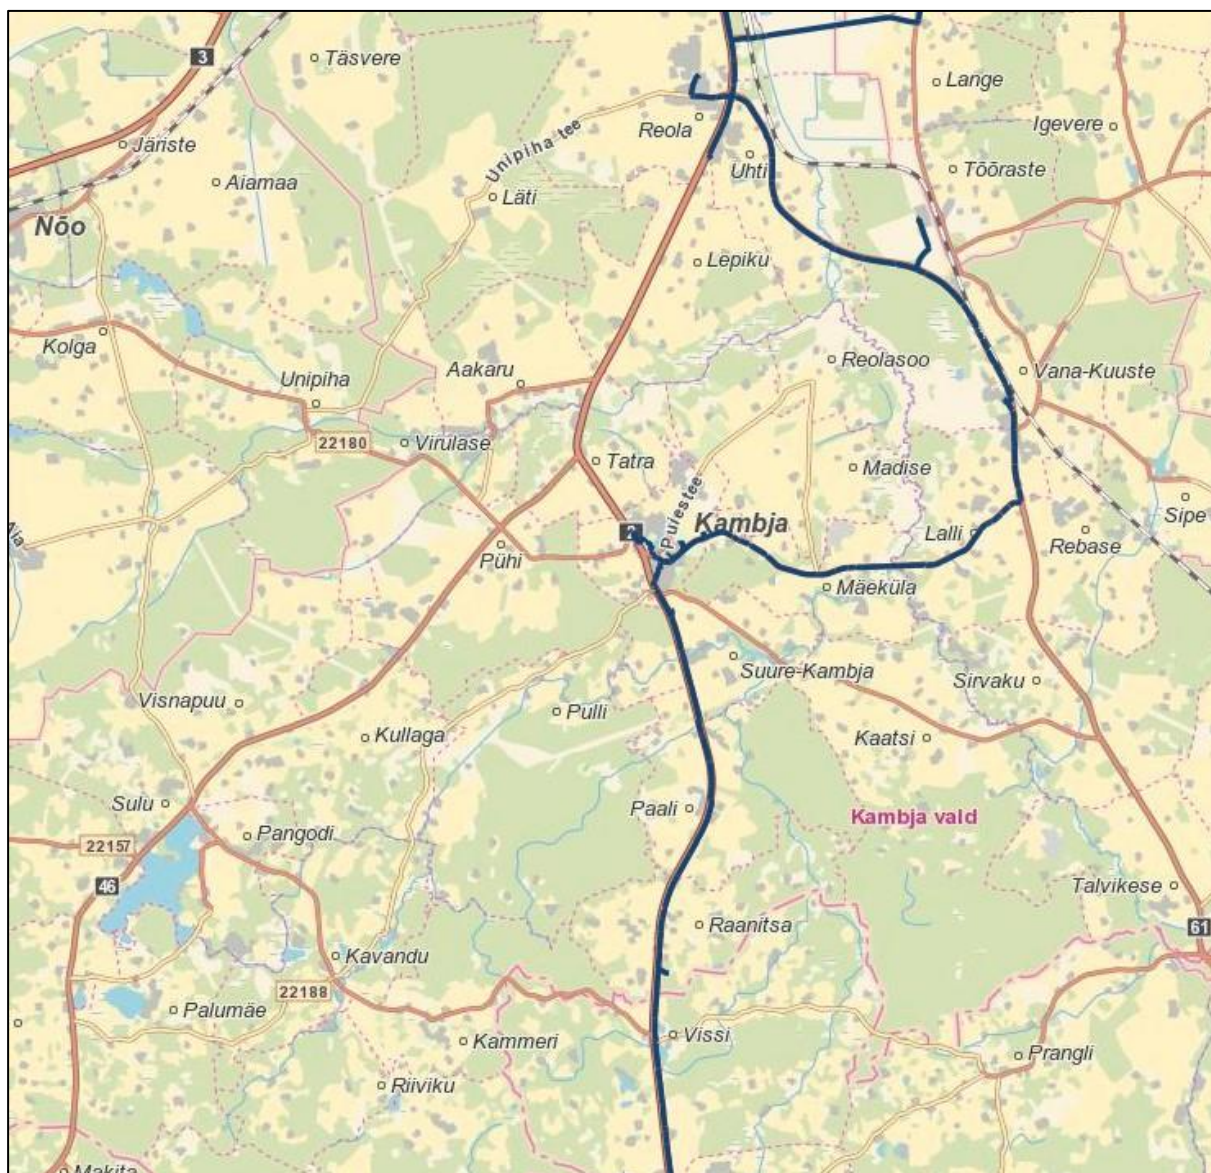 3
Täsvere
Lange
Reola
Igevere
Järiste
Unipiha tee
Uhti
Tõõraste
Aiamaa
Läti
Nõo
Lepiku
Kolga
Reolasoo
Aakaru
Vana-Kuuste
Unipiha
22180
Virulase
Tatra
Madise
Puiestee
Sipe
2
Kambja
Lalli
Rebase
Pühi
Mäeküla
Suure-Kambja
Sirvaku
Visnapuu
Pulli
Kullaga
Kaatsi
Sulu
Paali
Kambja vald
Pangodi
22157
46
Talvikese
Raanitsa
61
Kavandu
22188
Palumäe
Vissi
Kammeri
Prangli
Riiviku
Makita